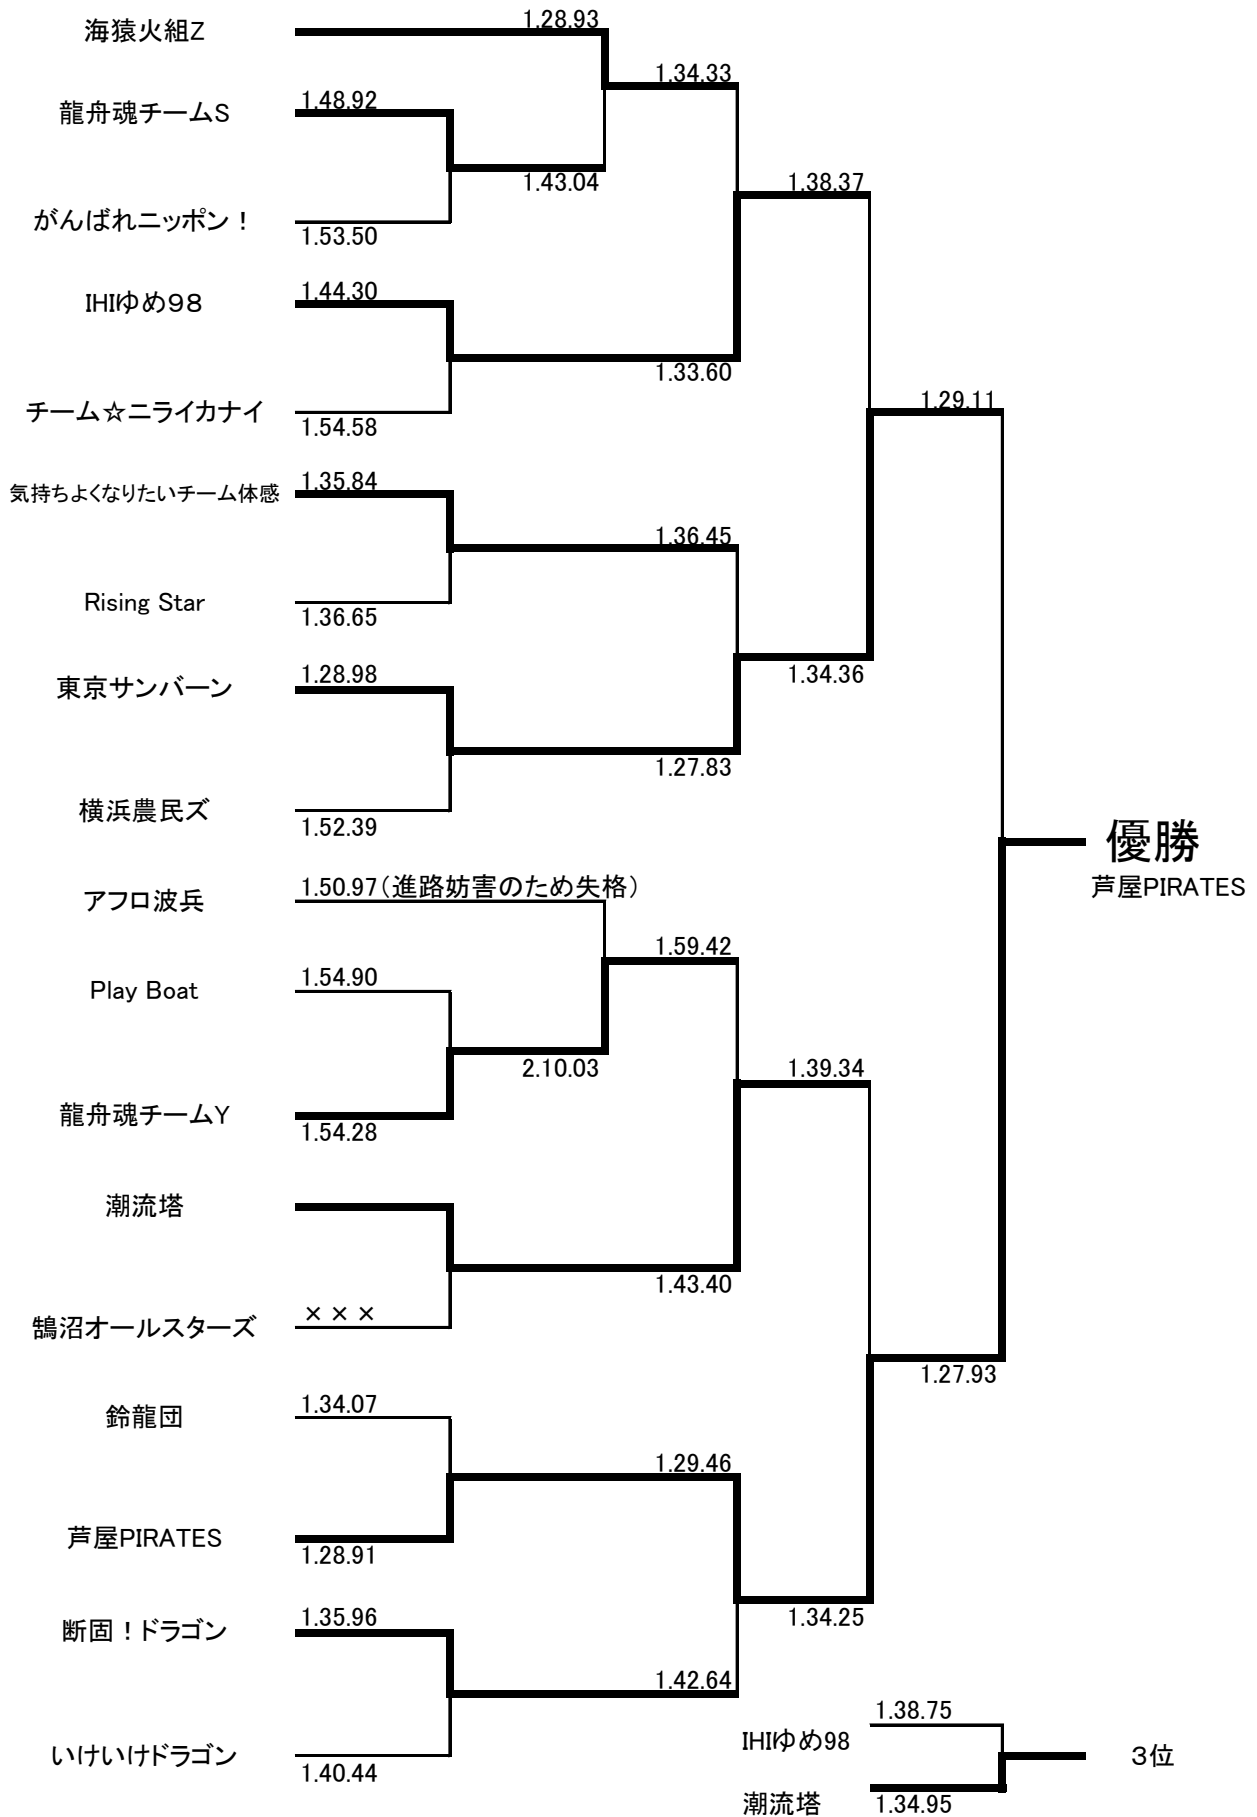 海猿火組Z
1.28.93
1.34.33
龍舟魂チームS
1.48.92
1.43.04
1.38.37
がんばれニッポン！
1.53.50
IHIゆめ９８
1.44.30
1.33.60
チーム☆ニライカナイ
1.54.58
1.29.11
気持ちよくなりたいチーム体感
1.35.84
1.36.45
Rising Star
1.36.65
東京サンバーン
1.28.98
1.34.36
1.27.83
横浜農民ズ
1.52.39
優勝
芦屋PIRATES
アフロ波兵
1.50.97（進路妨害のため失格）
1.59.42
Play Boat
1.54.90
2.10.03
1.39.34
龍舟魂チームY
1.54.28
潮流塔
1.43.40
鵠沼オールスターズ
×××
1.27.93
鈴龍団
1.34.07
1.29.46
芦屋PIRATES
1.28.91
断固！ドラゴン
1.35.96
1.34.25
1.42.64
いけいけドラゴン
1.40.44
IHIゆめ98
1.38.75
３位
潮流塔
1.34.95